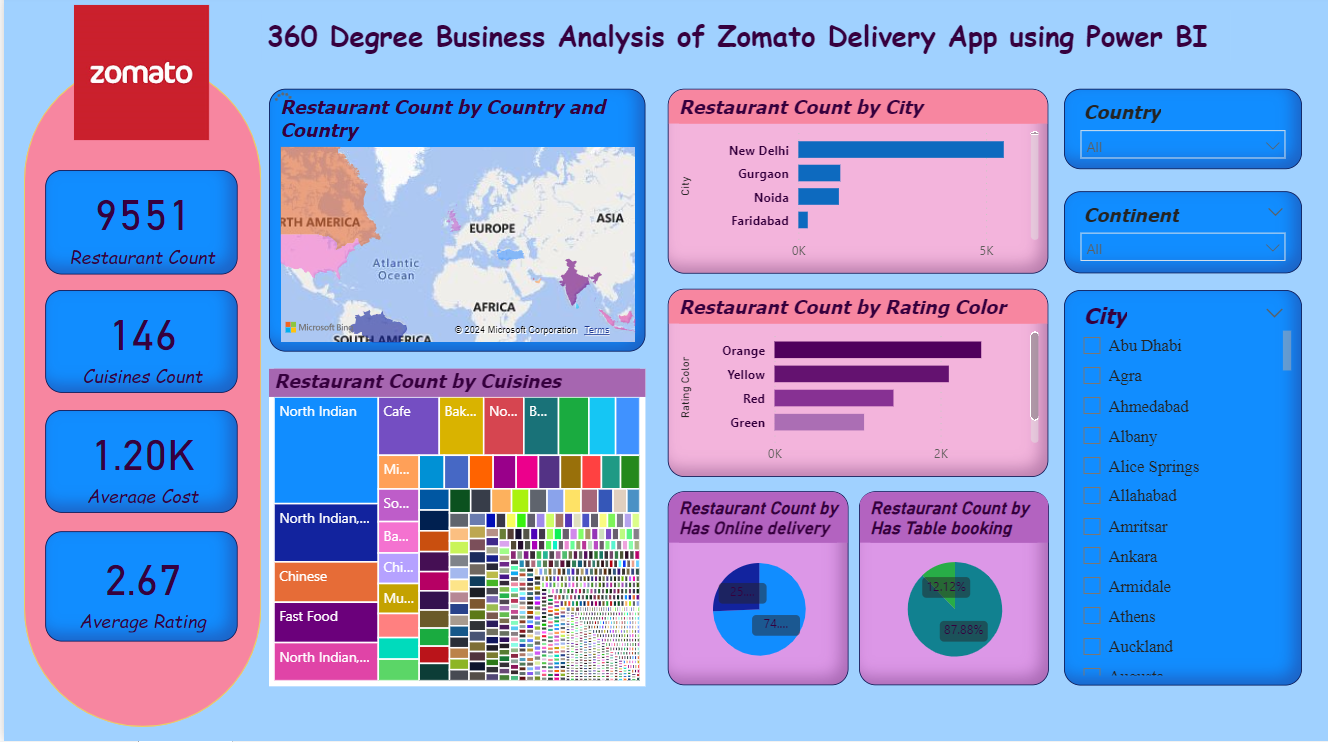 zomato
360 Degree Business Analysis of Zomato Delivery App using Power BI
9551
Restaurant Count
146
Cuisines Count
1.20K
Average Cost
2.67
Average Rating
Restaurant Count by Country and
Country
RTH AMERICA
EUROPE
ASIA
Atlantic
Ocean
AFRICA
SOUTH AMERICA
Microsoft Bing
© 2024 Microsoft Corporation Terms
Restaurant Count by Cuisines
North Indian
Cafe
Bak...
No...
B...
Mi...
So...
North Indian,...
Ba...
Chi...
Chinese
Mu...
Fast Food
North Indian,...
Restaurant Count by City
City
New Delhi
Gurgaon
Noida
Faridabad
0K
5K
Restaurant Count by Rating Color
Rating Color
Orange
Yellow
Red
Green
0K
2K
Restaurant Count by
Has Online delivery
25...
74....
Restaurant Count by
Has Table booking
12.12%
87.88%
Country
All
Continent
All
City
Abu Dhabi
Agra
Ahmedabad
Albany
Alice Springs
Allahabad
Amritsar
Ankara
Armidale
Athens
Auckland